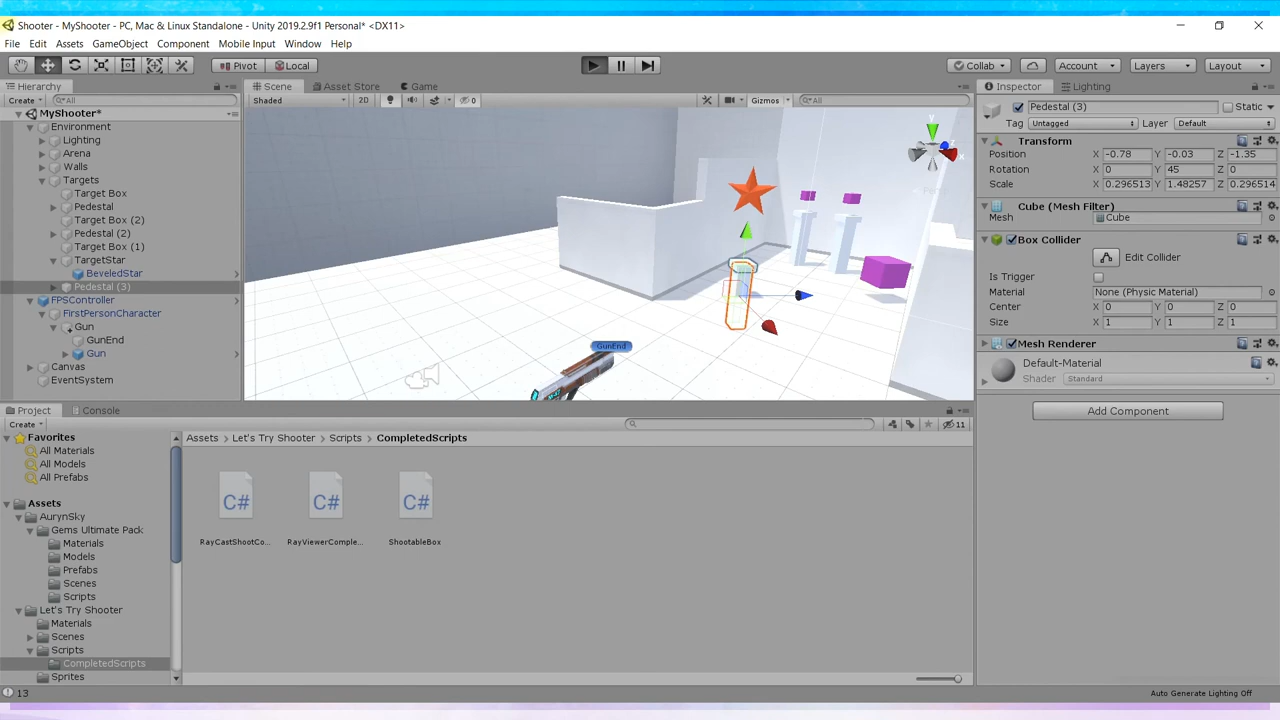 Shooter - MyShooter - PC, Mac & Linux Standalone - Unity 2019.2.9f1 Personal* <DX11>
File Edit Assets GameObject Component Mobile Input Window Help
Pivot Local Collab Account Layers Layout
Hierarchy Scene Asset Store Game Inspector Lighting
Create All Shaded 2D 0 Gizmos All
Pedestal (3) Static
MyShooter*
Tag Untagged Layer Default
Environment
Lighting
Arena
Walls
Targets
Target Box
Pedestal
Target Box (2)
Pedestal (2)
Target Box (1)
TargetStar
BeveledStar
Pedestal (3)
FPSController
FirstPersonCharacter
Gun
GunEnd
Gun
Canvas
EventSystem
y
x
GunEnd
Transform
Position X -0.78 Y -0.03 Z -1.35
Rotation X 0 Y 45 Z 0
Scale X 0.296513 Y 1.48257 Z 0.296514
Cube (Mesh Filter)
Mesh Cube
Box Collider
Edit Collider
Is Trigger
Material None (Physic Material)
Center X 0 Y 0 Z 0
Size X 1 Y 1 Z 1
Mesh Renderer
Default-Material
Shader Standard
Add Component
Project Console
Create 11
Favorites
All Materials
All Models
All Prefabs
Assets
AurynSky
Gems Ultimate Pack
Materials
Models
Prefabs
Scenes
Scripts
Let's Try Shooter
Materials
Scenes
Scripts
CompletedScripts
Sprites
Assets Let's Try Shooter Scripts CompletedScripts
C# C# C#
RayCastShootCo... RayViewerComple... ShootableBox
13 Auto Generate Lighting Off